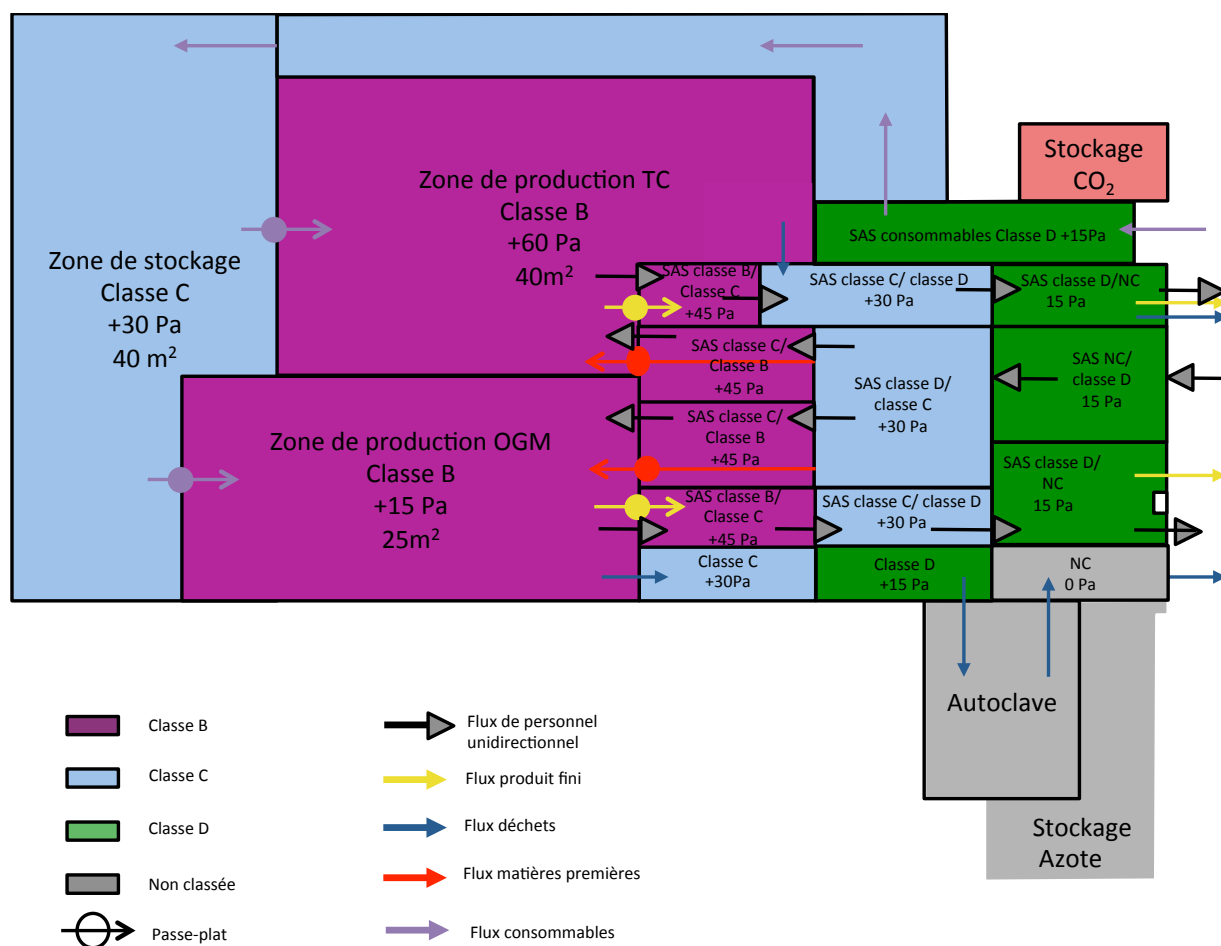 Stockage
CO2
Zone de production TC
Classe B
+60 Pa
40m2
SAS consommables Classe D +15Pa
Zone de stockage
Classe C
+30 Pa
40 m2
SAS classe B/
Classe C
+45 Pa
SAS classe C/ classe D
+30 Pa
SAS classe D/NC
15 Pa
SAS classe C/
Classe B
+45 Pa
SAS classe D/
classe C
+30 Pa
SAS NC/
classe D
15 Pa
Zone de production OGM
Classe B
+15 Pa
25m2
SAS classe C/
Classe B
+45 Pa
SAS classe D/
NC
15 Pa
SAS classe B/
Classe C
+45 Pa
SAS classe C/ classe D
+30 Pa
Classe C
+30Pa
Classe D
+15 Pa
NC
0 Pa
Autoclave
Stockage
Azote
Classe B
Classe C
Classe D
Non classée
Passe-plat
Flux de personnel
unidirectionnel
Flux produit fini
Flux déchets
Flux matières premières
Flux consommables